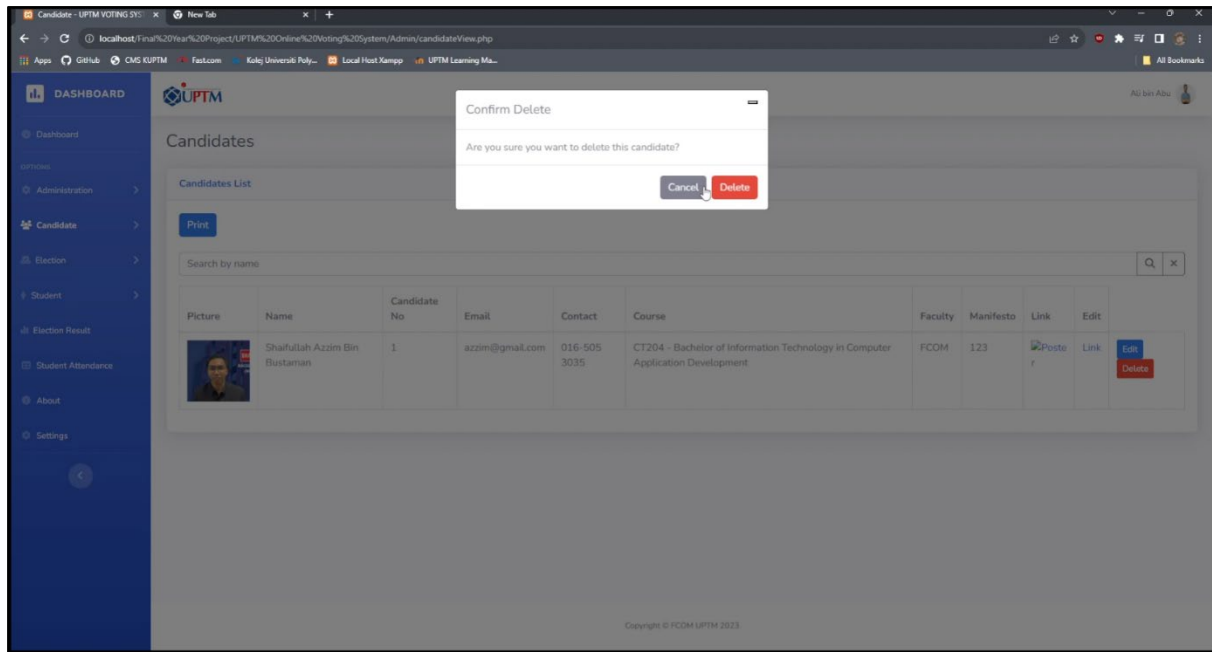 Candidate - UPTM VOTING SYS
New Tab
localhost/Final%20Year%20Project/UPTM%20Online%20Voting%20System/Admin/candidateView.php
Apps GitHub CMS KUPTM Fast.com Kolej Universiti Poly... Local Host Xampp UPTM Learning Ma... All Bookmarks
DASHBOARD
UPTM
Ali bin Abu
Dashboard
OPTIONS
Administration
Candidate
Election
Student
Election Result
Student Attendance
About
Settings
Candidates
Confirm Delete
Are you sure you want to delete this candidate?
Cancel Delete
Candidates List
Print
Search by name
Picture Name Candidate No Email Contact Course Faculty Manifesto Link Edit
Shaifullah Azzim Bin 1 azzim@gmail.com 016-505 CT204 - Bachelor of Information Technology in Computer FCOM 123 Poste Link Edit
Bustaman 3035 Application Development r Delete
Copyright © FCOM UPTM 2023